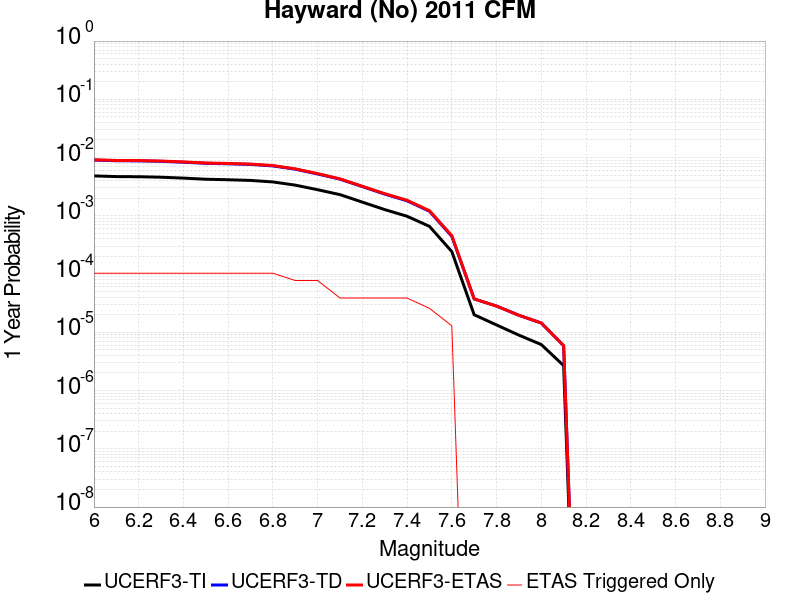 Hayward (No) 2011 CFM
10^0
10^-1
10^-2
10^-3
10^-4
10^-5
10^-6
10^-7
10^-8
1 Year Probability
6 6.2 6.4 6.6 6.8 7 7.2 7.4 7.6 7.8 8 8.2 8.4 8.6 8.8 9
Magnitude
UCERF3-TI UCERF3-TD UCERF3-ETAS ETAS Triggered Only